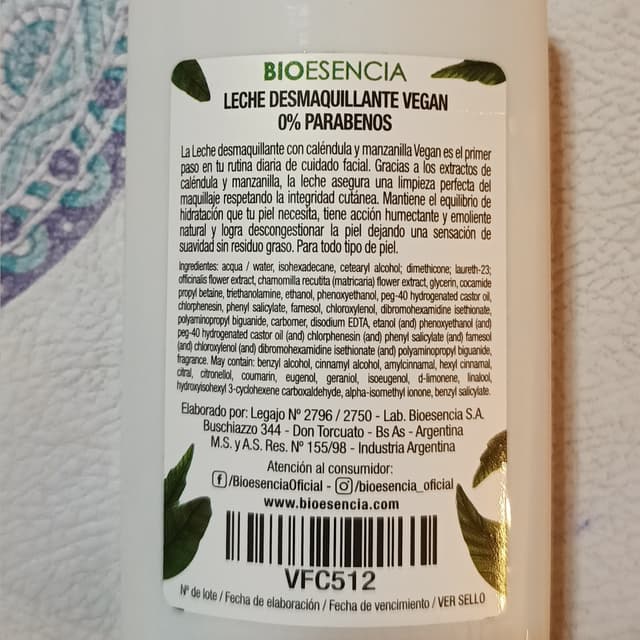 BIOESENCIA
LECHE DESMAQUILLANTE VEGAN
0% PARABENOS
La Leche desmaquillante con caléndula y manzanilla Vegan es el primer
paso en tu rutina diaria de cuidado facial. Gracias a los extractos de
caléndula y manzanilla, la leche asegura una limpieza perfecta del
maquillaje respetando la integridad cutánea. Mantiene el equilibrio de
hidratación que tu piel necesita, tiene acción humectante y emoliente
natural y logra descongestionar la piel dejando una sensación de
suavidad sin residuo graso. Para todo tipo de piel.
Ingredientes: acqua / water, isohexadecane, cetearyl alcohol; dimethicone; laureth-23;
officinalis flower extract, chamomilla recutita (matricaria) flower extract, glycerin, cocamide
propyl betaine, triethanolamine, ethanol, phenoxyethanol, peg-40 hydrogenated castor oil,
chlorphenesin, phenyl salicylate, farnesol, chloroxylenol, dibromohexamidine isethionate,
polyaminopropyl biguanide, carbomer, disodium EDTA, etanol (and) phenoxyethanol (and)
peg-40 hydrogenated castor oil (and) chlorphenesin (and) phenyl salicylate (and) farnesol
(and) chloroxylenol (and) dibromohexamidine isethionate (and) polyaminopropyl biguanide,
fragrance. May contain: benzyl alcohol, cinnamyl alcohol, amylcinnamal, hexyl cinnamal,
citral, citronellol, coumarin, eugenol, geraniol, isoeugenol, d-limonene, linalool,
hydroxyisohexyl 3-cyclohexene carboxaldehyde, alpha-isomethyl ionone, benzyl salicylate.
Elaborado por: Legajo Nº 2796 / 2750 - Lab. Bioesencia S.A.
Buschiazzo 344 - Don Torcuato - Bs As - Argentina
M.S. y A.S. Res. Nº 155/98 - Industria Argentina
Atención al consumidor:
/BioesenciaOficial - /bioesencia_oficial
www.bioesencia.com
VFC512
Nº de lote / Fecha de elaboración / Fecha de vencimiento / VER SELLO